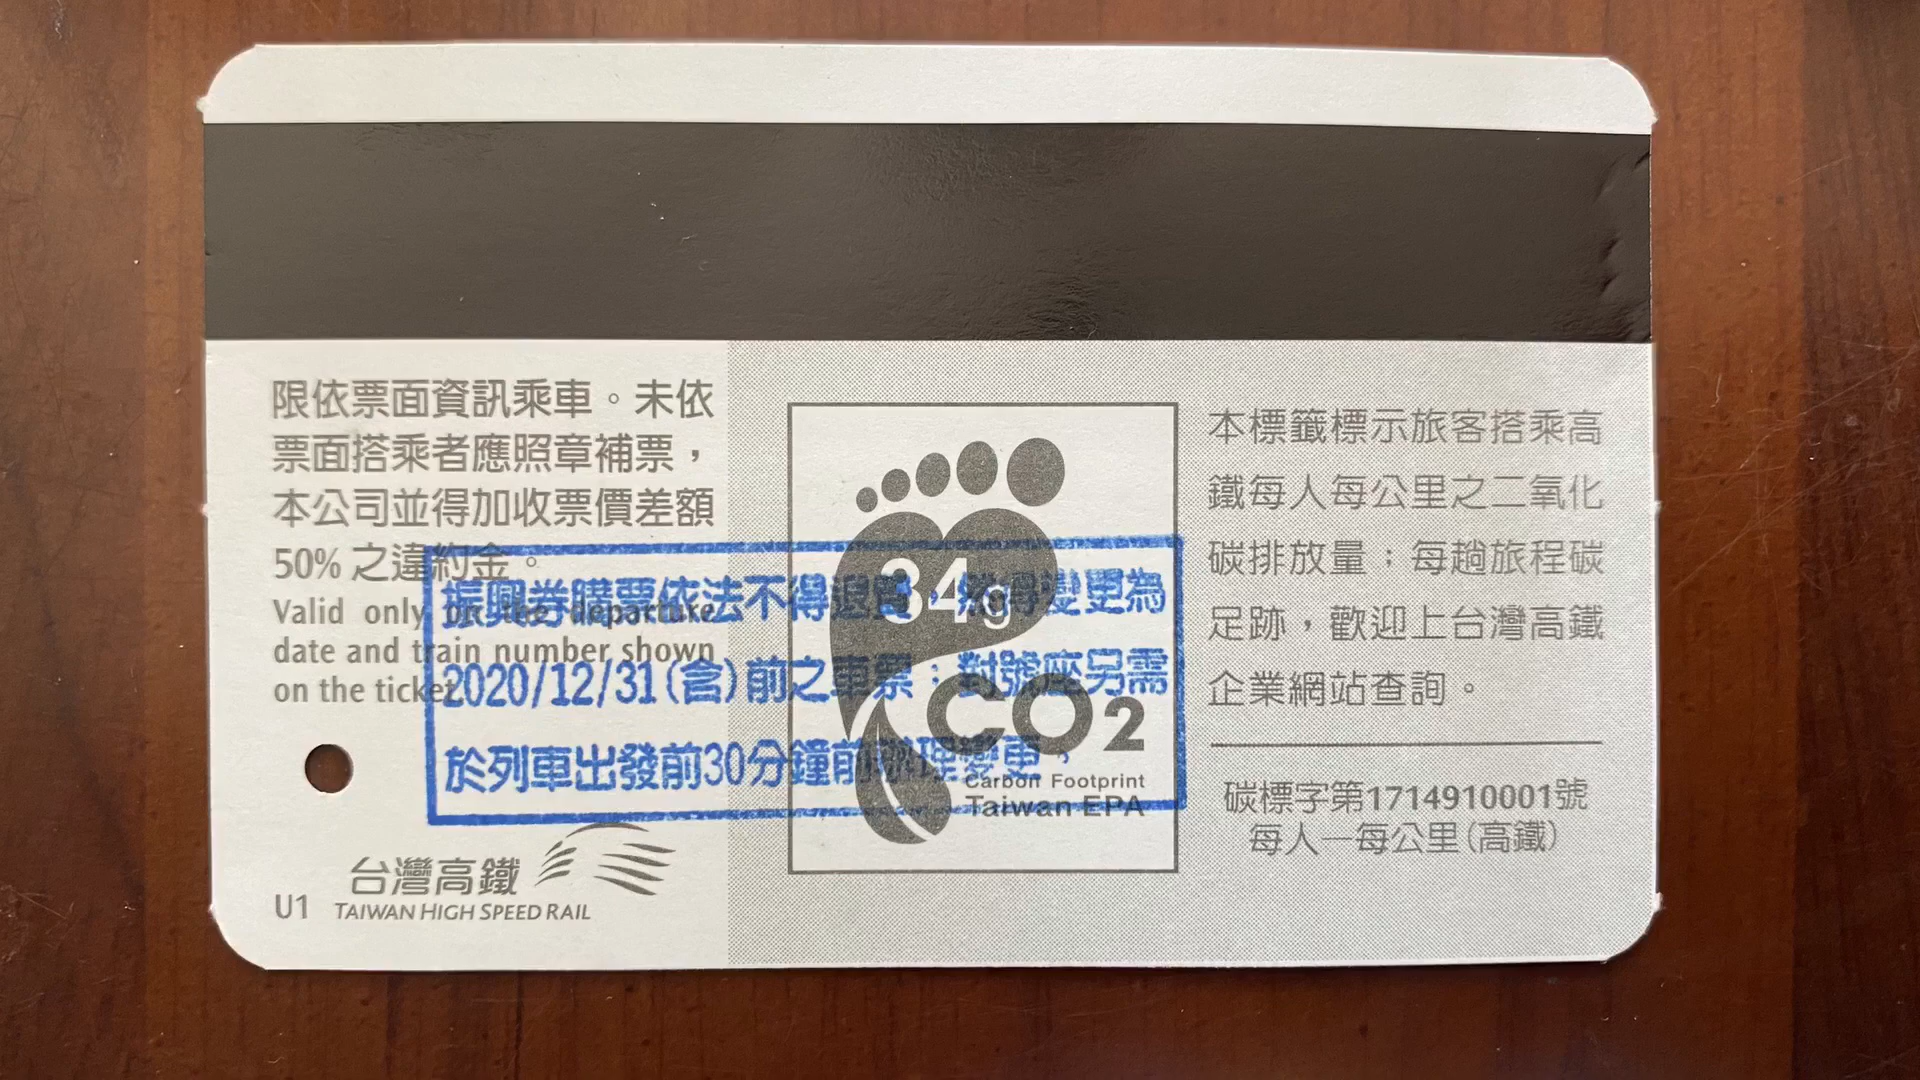 限依票面資訊乘車。未依
票面搭乘者應照章補票，
本公司並得加收票價差額
50% 之違約金。
Valid only on the departure
date and train number shown
on the ticket.
振興券購票依法不得退費，然得變更為
2020/12/31(含)前之車票；對號座另需
於列車出發前30分鐘前辦理變更。
34g
CO2
Carbon Footprint
Taiwan EPA
本標籤標示旅客搭乘高
鐵每人每公里之二氧化
碳排放量；每趟旅程碳
足跡，歡迎上台灣高鐵
企業網站查詢。
碳標字第1714910001號
每人—每公里(高鐵)
台灣高鐵
U1 TAIWAN HIGH SPEED RAIL